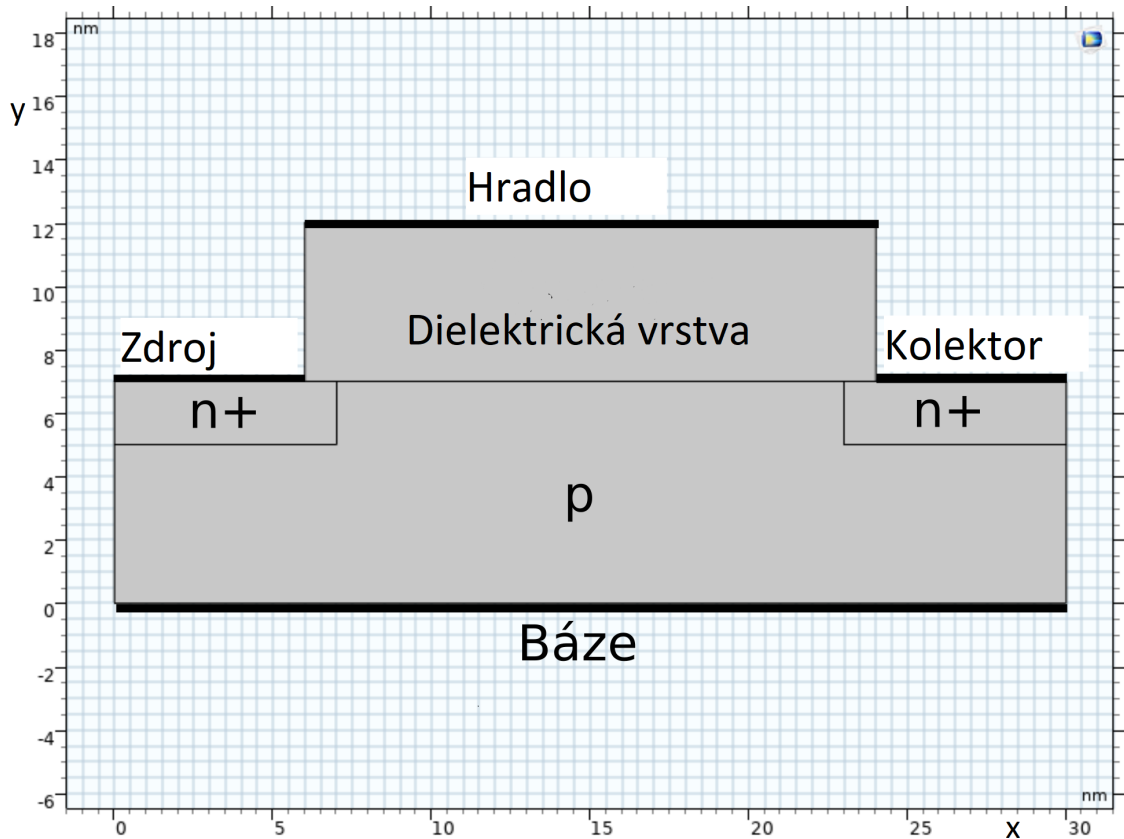 nm
18
y
16
14
12
10
8
6
4
2
0
-2
-4
-6
Hradlo
Dielektrická vrstva
Zdroj
Kolektor
n+
n+
p
Báze
nm
0
5
10
15
20
25
x
30